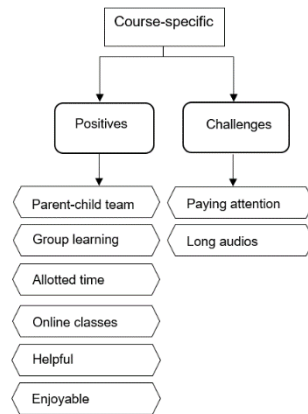 Course-specific
Positives
Challenges
Parent-child team
Paying attention
Group learning
Long audios
Allotted time
Online classes
Helpful
Enjoyable